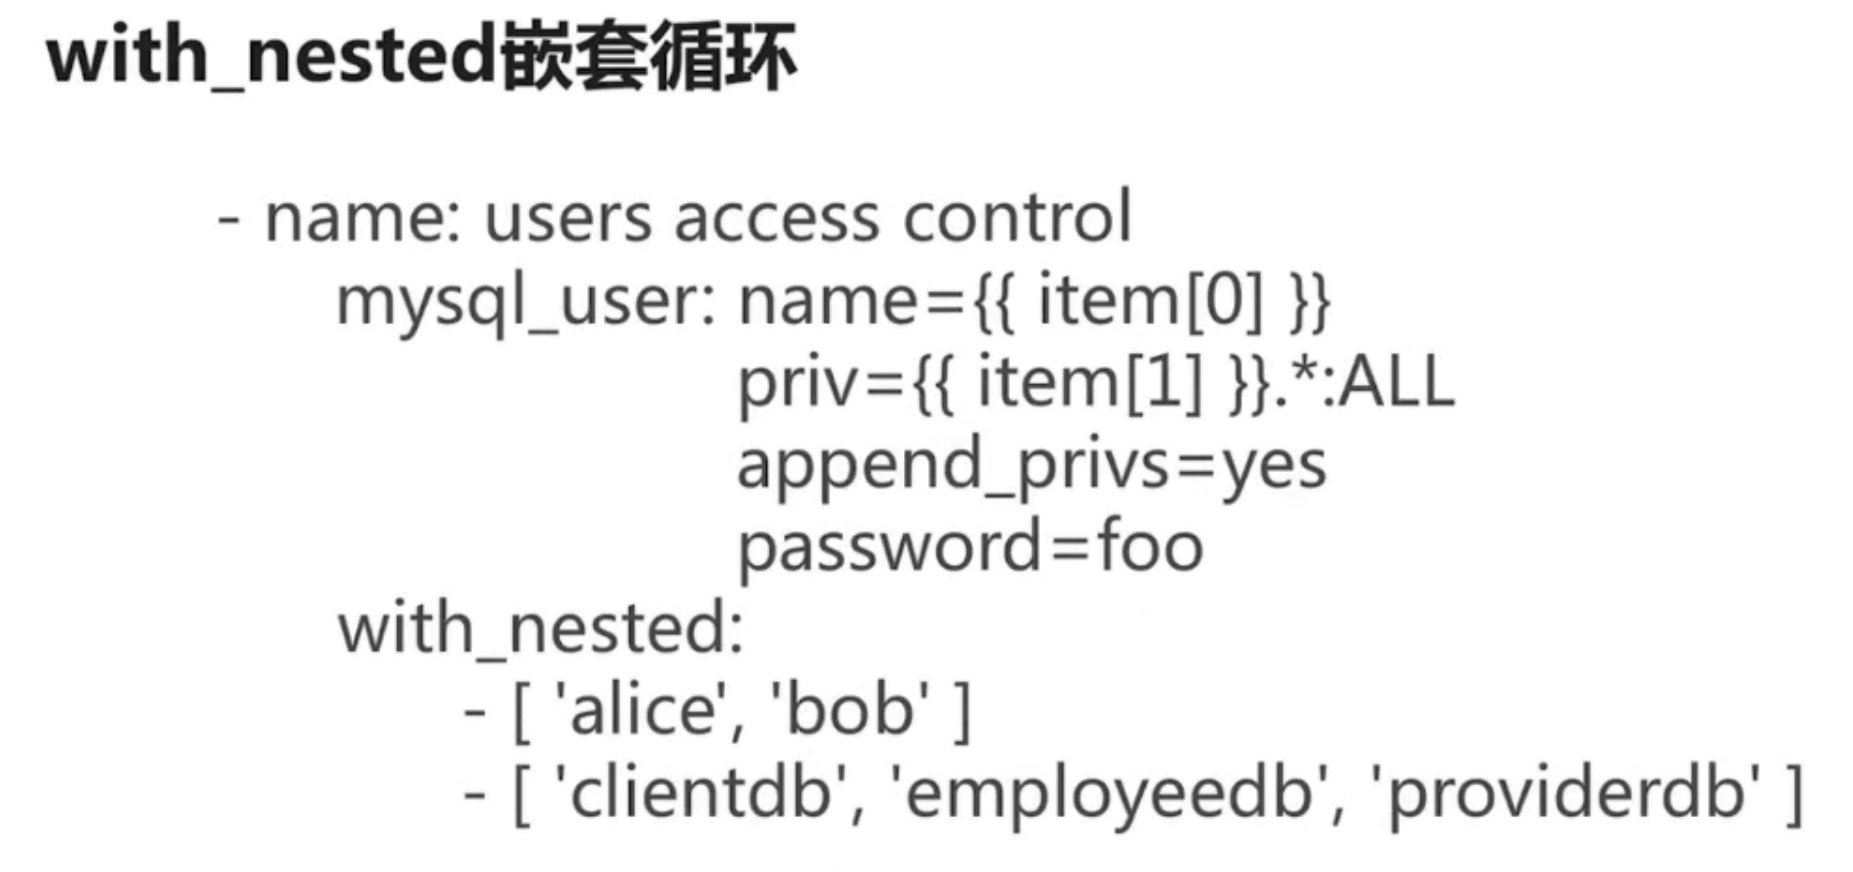 with_nested嵌套循环
- name: users access control
mysql_user: name={{ item[0] }}
priv={{ item[1] }}.*:ALL
append_privs=yes
password=foo
with_nested:
- [ 'alice', 'bob' ]
- [ 'clientdb', 'employeedb', 'providerdb' ]